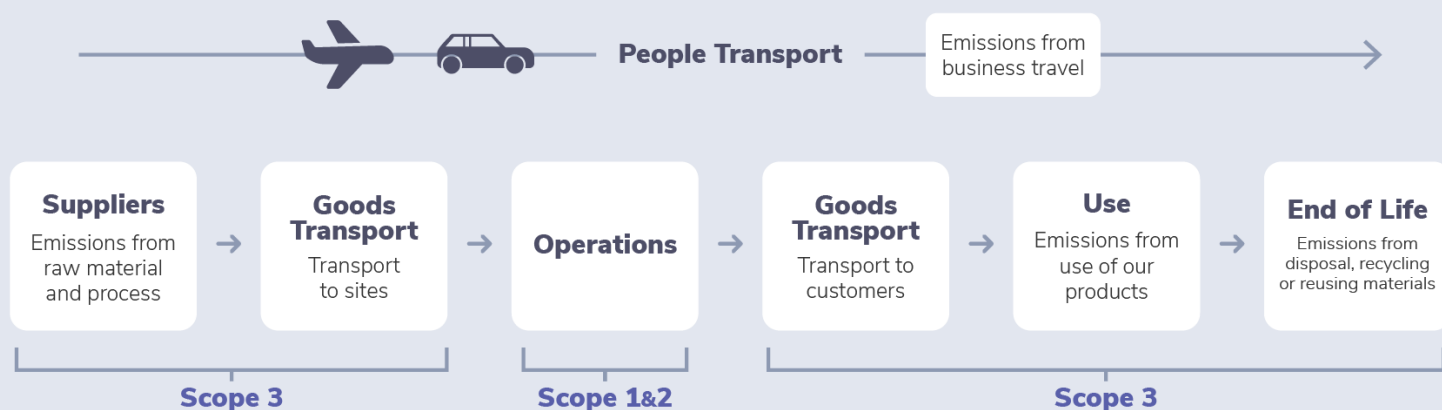 People Transport
Emissions from
business travel
Suppliers
Emissions from
raw material
and process
Goods
Transport
Transport
to sites
Operations
Goods
Transport
Transport to
customers
Use
Emissions from
use of our
products
End of Life
Emissions from
disposal, recycling
or reusing materials
Scope 3
Scope 1&2
Scope 3